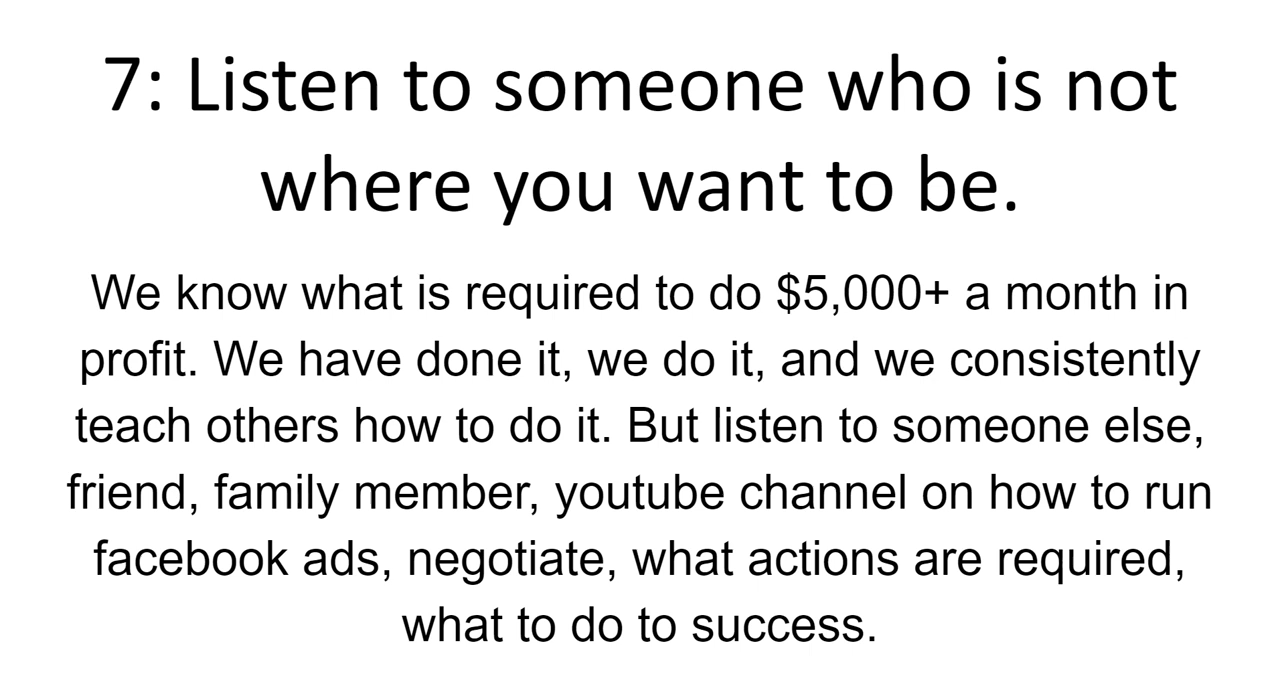 7: Listen to someone who is not
where you want to be.
We know what is required to do $5,000+ a month in
profit. We have done it, we do it, and we consistently
teach others how to do it. But listen to someone else,
friend, family member, youtube channel on how to run
facebook ads, negotiate, what actions are required,
what to do to success.